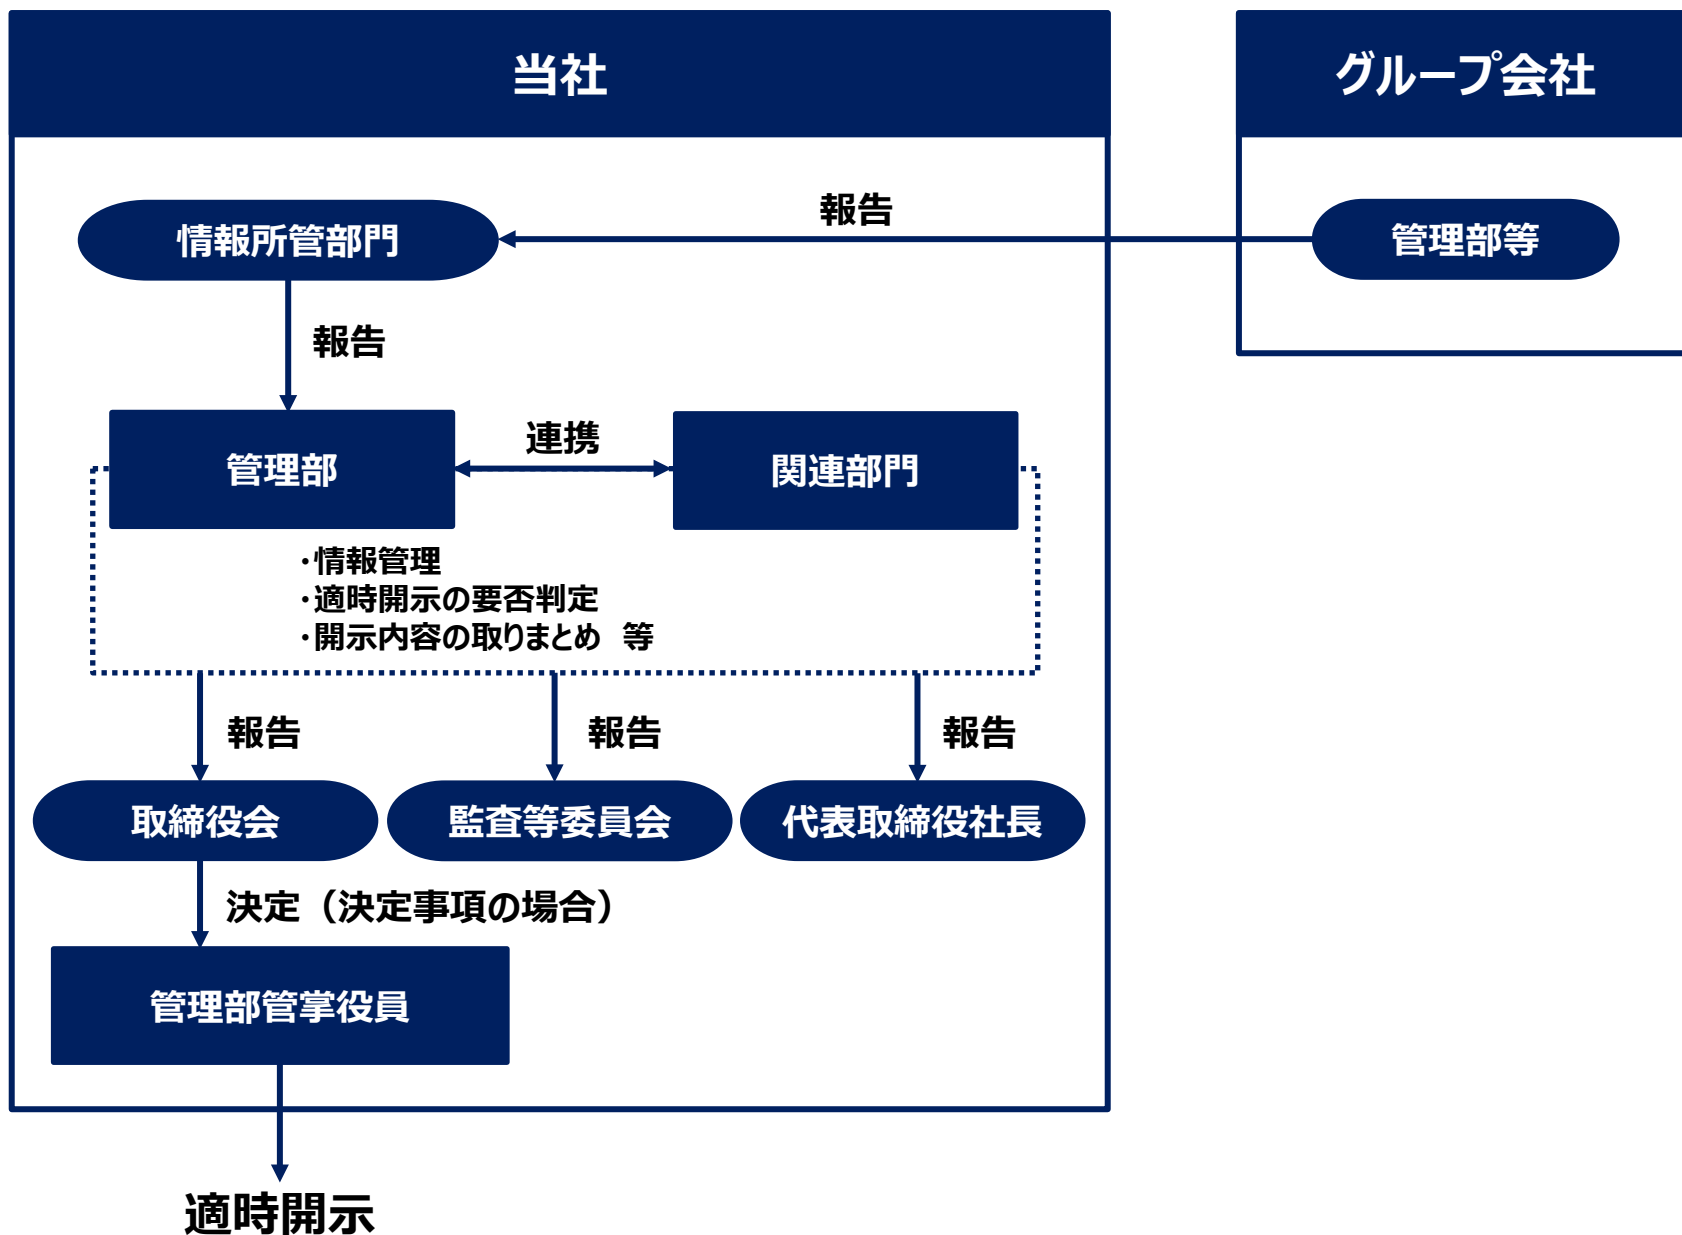 当社
グループ会社
報告
情報所管部門
管理部等
報告
連携
管理部
関連部門
・情報管理
・適時開示の要否判定
・開示内容の取りまとめ　等
報告
報告
報告
取締役会
監査等委員会
代表取締役社長
決定（決定事項の場合）
管理部管掌役員
適時開示